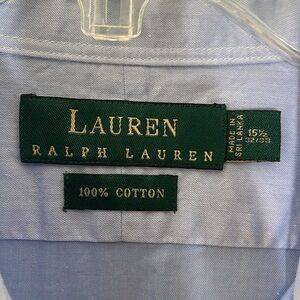 LAUREN
RALPH LAUREN
MADE IN
SRI LANKA
15½
32/33
100% COTTON